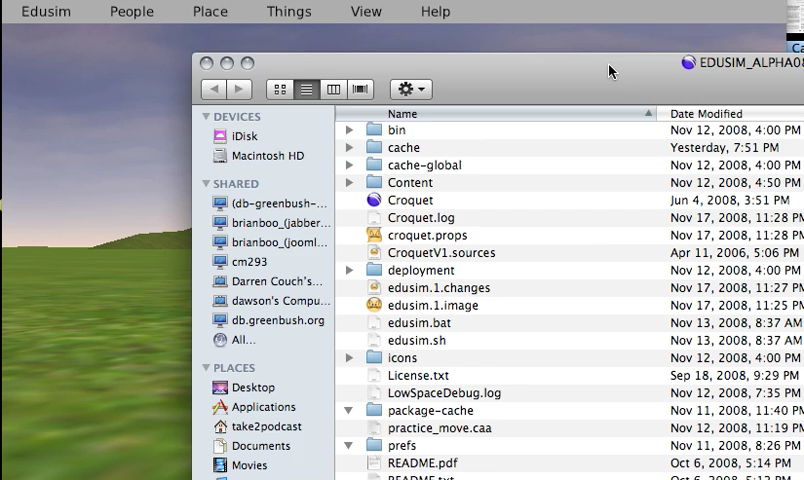 Edusim People Place Things View Help
EDUSIM_ALPHA08
Name Date Modified
DEVICES
iDisk
Macintosh HD
SHARED
(db-greenbush-...
brianboo_(jabber...
brianboo_(jooml...
cm293
Darren Couch's...
dawson's Compu...
db.greenbush.org
All...
PLACES
Desktop
Applications
take2podcast
Documents
Movies
bin Nov 12, 2008, 4:00 PM
cache Yesterday, 7:51 PM
cache-global Nov 12, 2008, 4:00 PM
Content Nov 12, 2008, 4:50 PM
Croquet Jun 4, 2008, 3:51 PM
Croquet.log Nov 17, 2008, 11:28 PM
croquet.props Nov 17, 2008, 11:28 PM
CroquetV1.sources Apr 11, 2006, 5:06 PM
deployment Nov 12, 2008, 4:00 PM
edusim.1.changes Nov 17, 2008, 11:27 PM
edusim.1.image Nov 17, 2008, 11:25 PM
edusim.bat Nov 13, 2008, 8:37 AM
edusim.sh Nov 13, 2008, 8:37 AM
icons Nov 12, 2008, 4:00 PM
License.txt Sep 18, 2008, 9:29 PM
LowSpaceDebug.log Nov 12, 2008, 7:35 PM
package-cache Nov 11, 2008, 11:40 PM
practice_move.caa Nov 12, 2008, 11:19 PM
prefs Nov 11, 2008, 8:26 PM
README.pdf Oct 6, 2008, 5:14 PM
README.txt